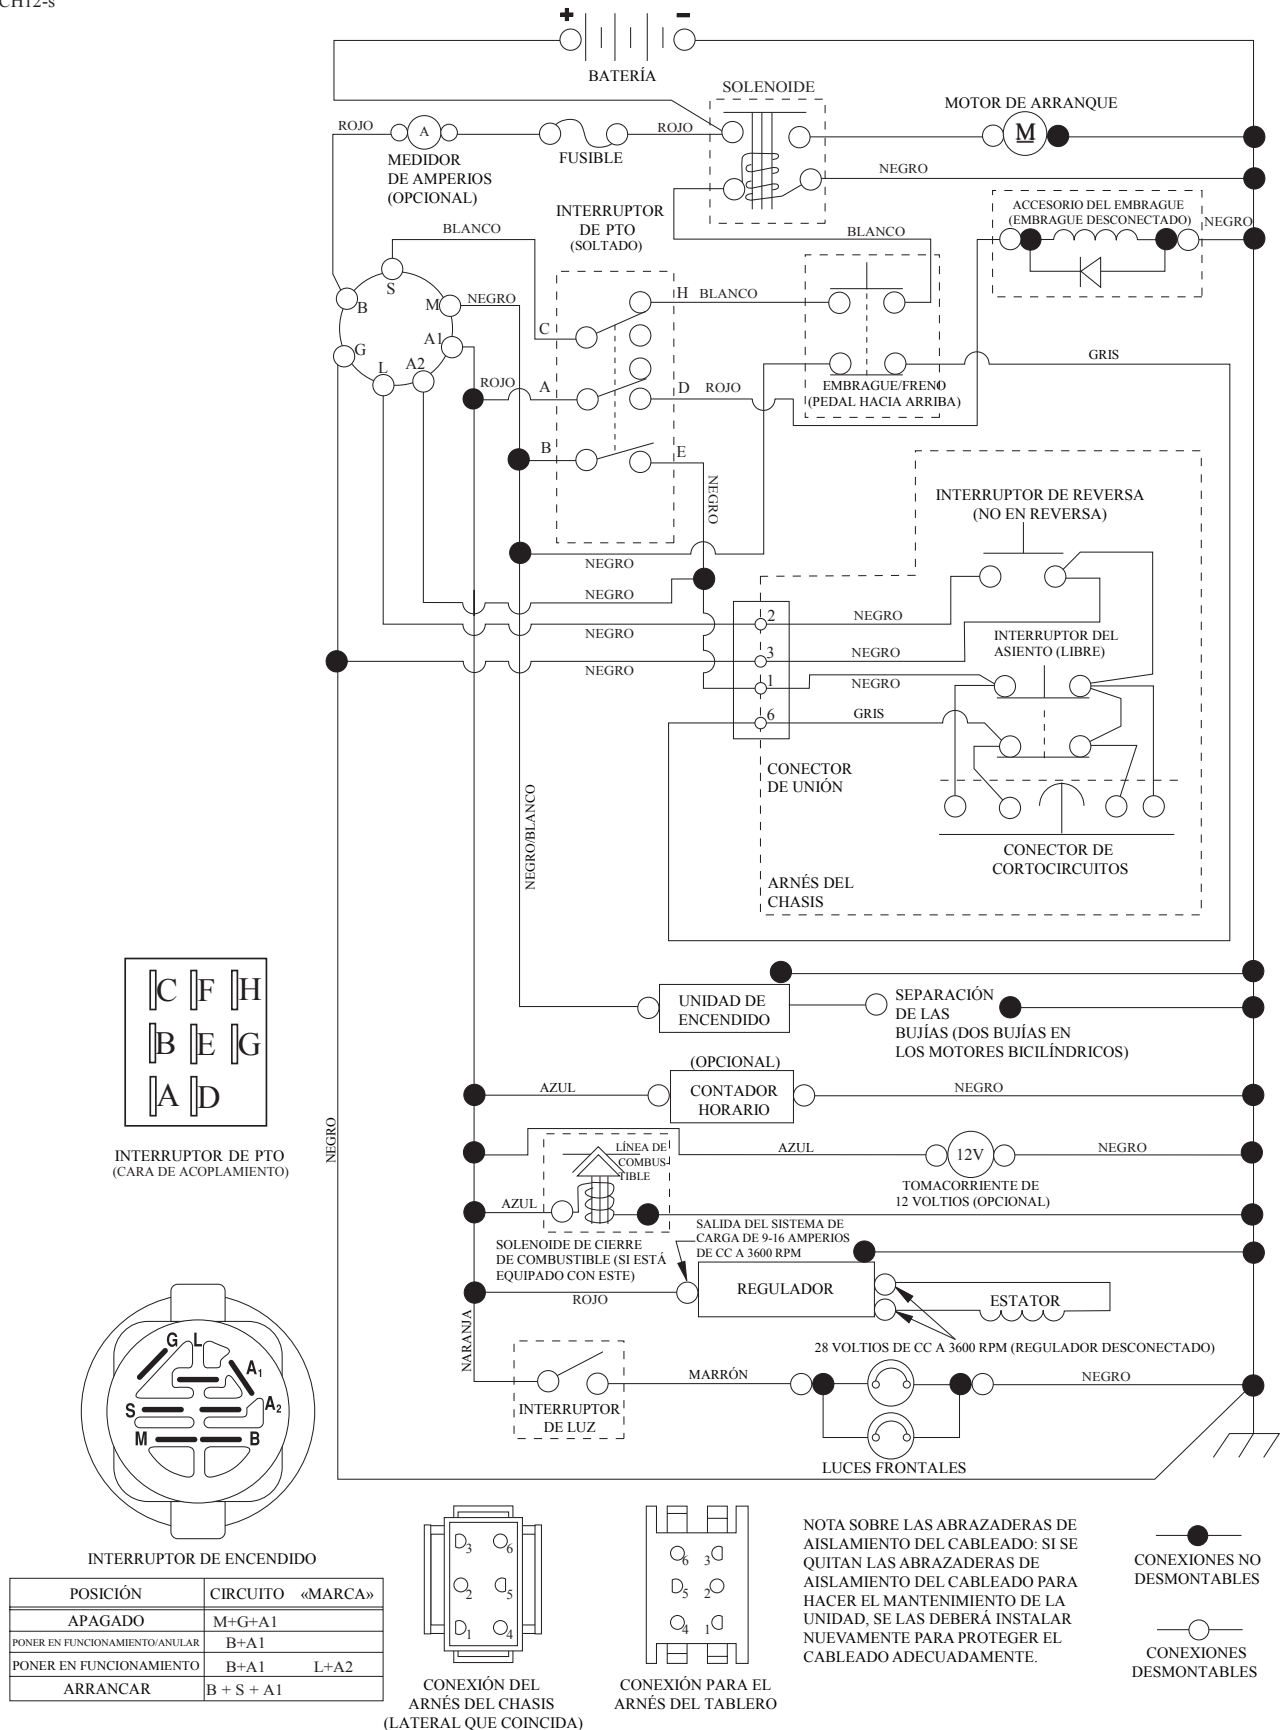 CH12-s
+ −
BATERÍA
SOLENOIDE
MOTOR DE ARRANQUE
ROJO
A
ROJO
M
FUSIBLE
MEDIDOR
DE AMPERIOS
(OPCIONAL)
NEGRO
INTERRUPTOR
DE PTO
(SOLTADO)
ACCESORIO DEL EMBRAGUE
(EMBRAGUE DESCONECTADO)
NEGRO
BLANCO
BLANCO
S
B
M
NEGRO
H
BLANCO
C
G
A1
L
A2
GRIS
ROJO
A
D
ROJO
EMBRAGUE/FRENO
(PEDAL HACIA ARRIBA)
B
E
NEGRO
INTERRUPTOR DE REVERSA
(NO EN REVERSA)
NEGRO
NEGRO
2
NEGRO
NEGRO
INTERRUPTOR DEL
ASIENTO (LIBRE)
3
NEGRO
NEGRO
1
NEGRO
6
GRIS
CONECTOR
DE UNIÓN
NEGRO/BLANCO
CONECTOR DE
CORTOCIRCUITOS
ARNÉS DEL
CHASIS
C F H
B E G
A D
INTERRUPTOR DE PTO
(CARA DE ACOPLAMIENTO)
NEGRO
UNIDAD DE
ENCENDIDO
SEPARACIÓN
DE LAS
BUJÍAS (DOS BUJÍAS EN
LOS MOTORES BICILÍNDRICOS)
(OPCIONAL)
AZUL
CONTADOR
HORARIO
NEGRO
LÍNEA DE
COMBUS-
TIBLE
AZUL
12V
NEGRO
TOMACORRIENTE DE
12 VOLTIOS (OPCIONAL)
AZUL
SOLENOIDE DE CIERRE
DE COMBUSTIBLE (SI ESTÁ
EQUIPADO CON ESTE)
SALIDA DEL SISTEMA DE
CARGA DE 9-16 AMPERIOS
DE CC A 3600 RPM
ROJO
REGULADOR
ESTATOR
28 VOLTIOS DE CC A 3600 RPM (REGULADOR DESCONECTADO)
NARANJA
MARRÓN
NEGRO
INTERRUPTOR
DE LUZ
LUCES FRONTALES
G L
A1
S
A2
M
B
INTERRUPTOR DE ENCENDIDO
POSICIÓN CIRCUITO «MARCA»
APAGADO M+G+A1
PONER EN FUNCIONAMIENTO/ANULAR B+A1
PONER EN FUNCIONAMIENTO B+A1 L+A2
ARRANCAR B + S + A1
3 6
2 5
1 4
CONEXIÓN DEL
ARNÉS DEL CHASIS
(LATERAL QUE COINCIDA)
6 3
5 2
4 1
CONEXIÓN PARA EL
ARNÉS DEL TABLERO
NOTA SOBRE LAS ABRAZADERAS DE
AISLAMIENTO DEL CABLEADO: SI SE
QUITAN LAS ABRAZADERAS DE
AISLAMIENTO DEL CABLEADO PARA
HACER EL MANTENIMIENTO DE LA
UNIDAD, SE LAS DEBERÁ INSTALAR
NUEVAMENTE PARA PROTEGER EL
CABLEADO ADECUADAMENTE.
CONEXIONES NO
DESMONTABLES
CONEXIONES
DESMONTABLES